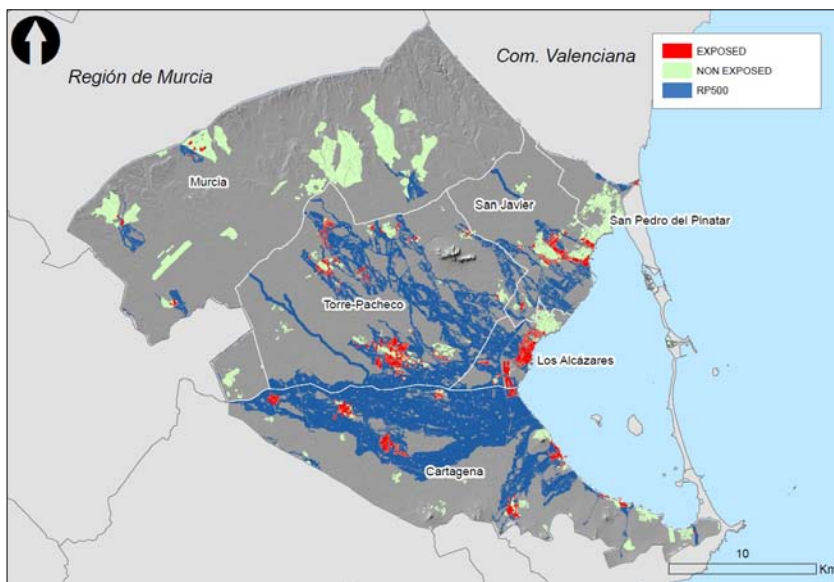 Com. Valenciana
Región de Murcia
EXPOSED
NON EXPOSED
RP500
Murcia
San Javier
San Pedro del Pinatar
Torre-Pacheco
Los Alcázares
Cartagena
10
Km